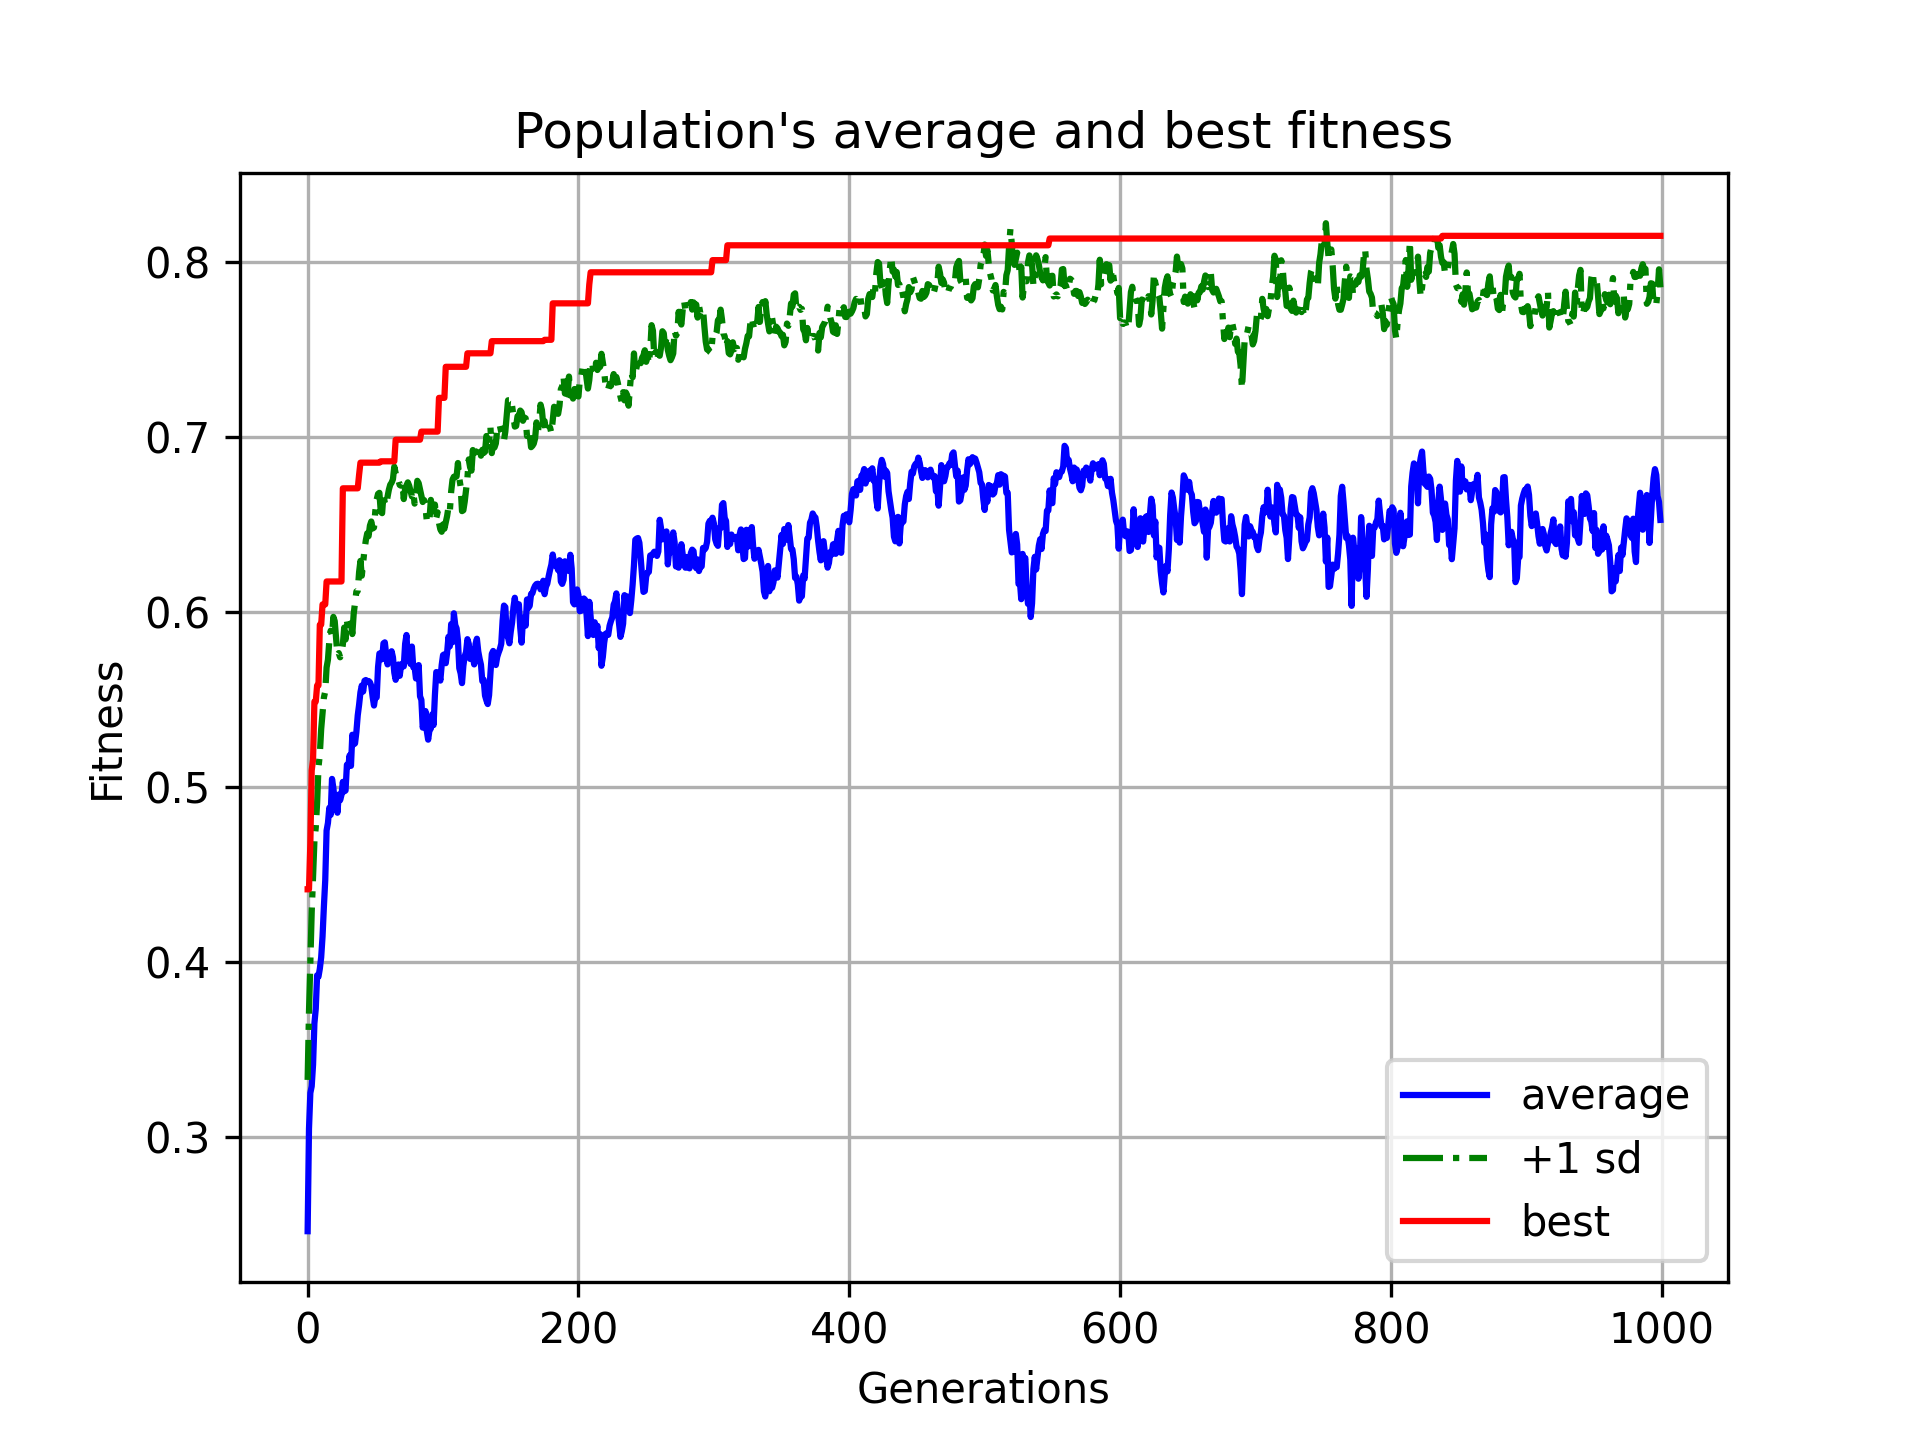 Population's average and best fitness
Fitness
0.8
0.7
0.6
0.5
0.4
0.3
average
+1 sd
best
0 200 400 600 800 1000
Generations